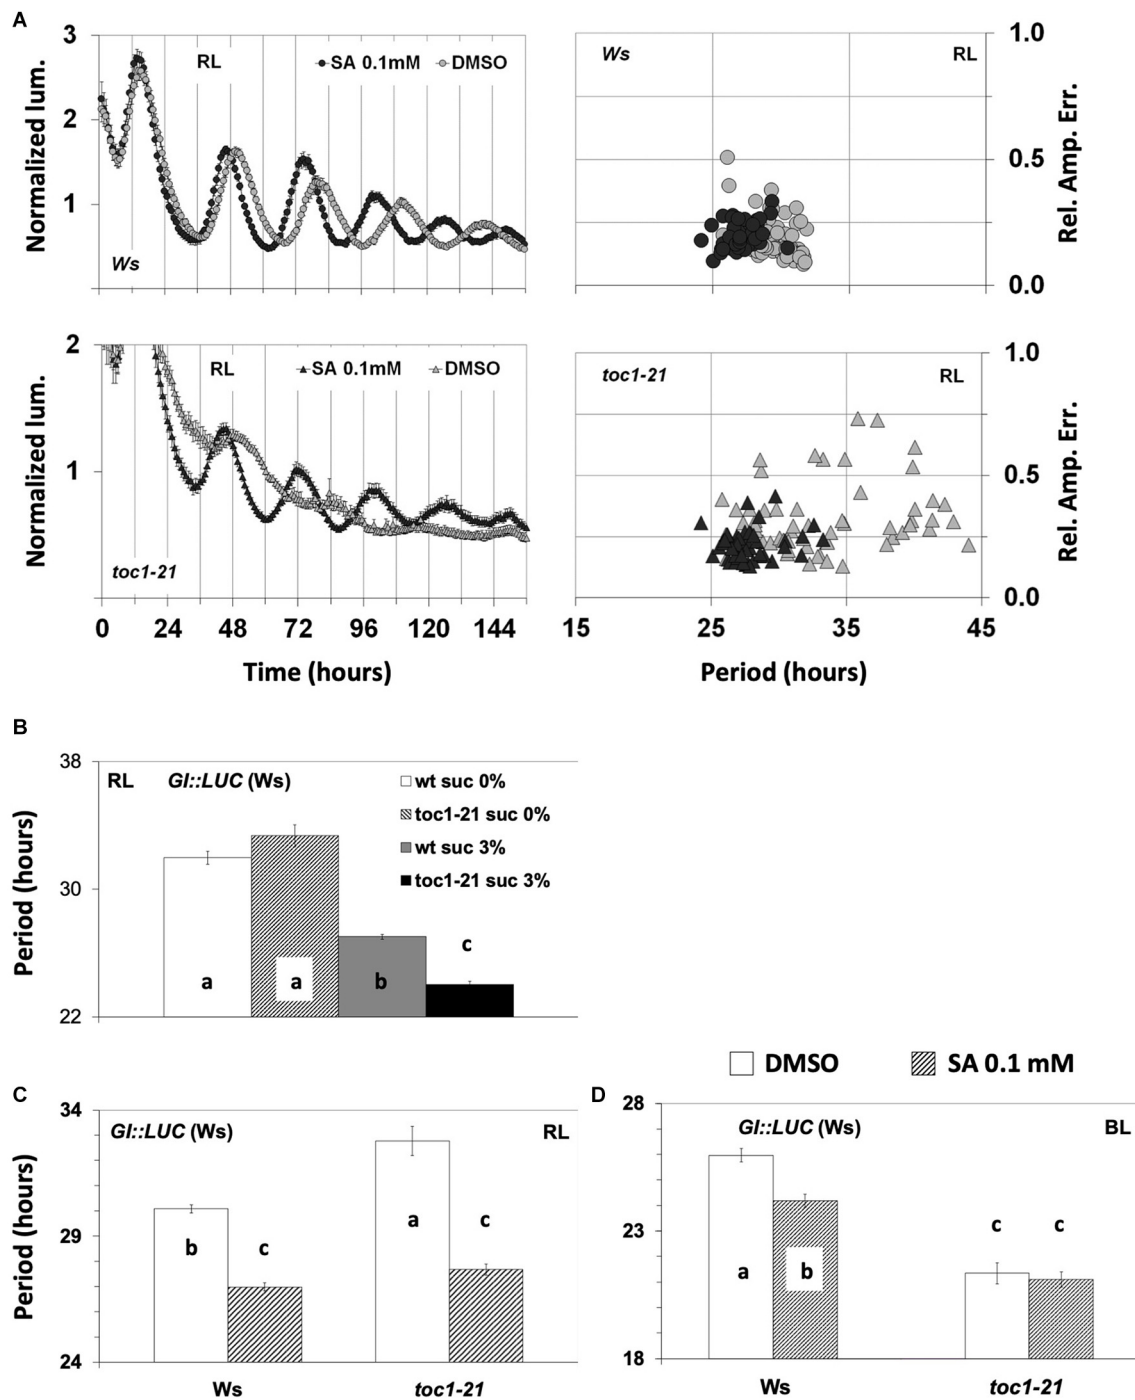 A
3
2
1
Normalized lum.
RL
SA 0.1mM
DMSO
Ws
Ws
RL
1.0
0.5
0.0
Rel. Amp. Err.
25
35
45
2
1
Normalized lum.
RL
SA 0.1mM
DMSO
toc1-21
0 24 48 72 96 120 144
Time (hours)
toc1-21
RL
1.0
0.5
0.0
Rel. Amp. Err.
15 25 35 45
Period (hours)
B
38
30
22
Period (hours)
RL
GI::LUC (Ws)
wt suc 0%
toc1-21 suc 0%
wt suc 3%
toc1-21 suc 3%
a
a
b
c
DMSO
SA 0.1 mM
C
34
29
24
Period (hours)
GI::LUC (Ws)
RL
b
c
a
c
Ws
toc1-21
D
28
23
18
GI::LUC (Ws)
BL
a
b
c
c
Ws
toc1-21